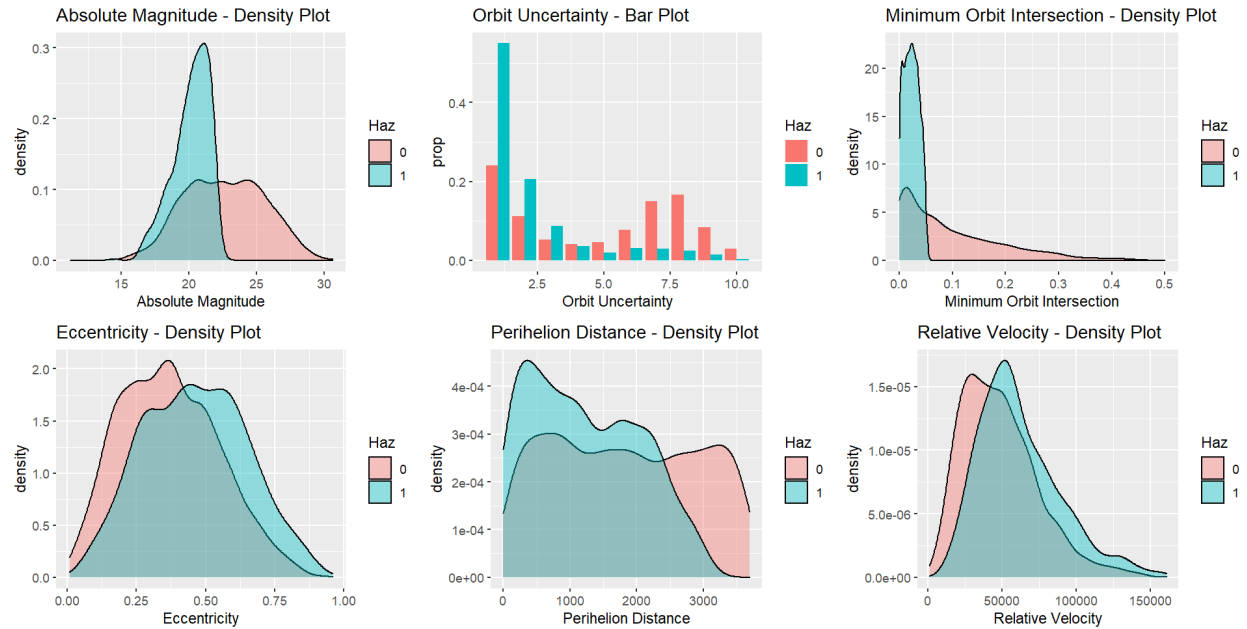 Absolute Magnitude - Density Plot
density
0.3
0.2
0.1
0.0
15 20 25 30
Absolute Magnitude
Haz
0
1
Orbit Uncertainty - Bar Plot
prop
0.4
0.2
0.0
2.5 5.0 7.5 10.0
Orbit Uncertainty
Haz
0
1
Minimum Orbit Intersection - Density Plot
density
20
15
10
5
0
0.0 0.1 0.2 0.3 0.4 0.5
Minimum Orbit Intersection
Haz
0
1
Eccentricity - Density Plot
density
2.0
1.5
1.0
0.5
0.0
0.00 0.25 0.50 0.75 1.00
Eccentricity
Haz
0
1
Perihelion Distance - Density Plot
density
4e-04
3e-04
2e-04
1e-04
0e+00
0 1000 2000 3000
Perihelion Distance
Haz
0
1
Relative Velocity - Density Plot
density
1.5e-05
1.0e-05
5.0e-06
0.0e+00
0 50000 100000 150000
Relative Velocity
Haz
0
1